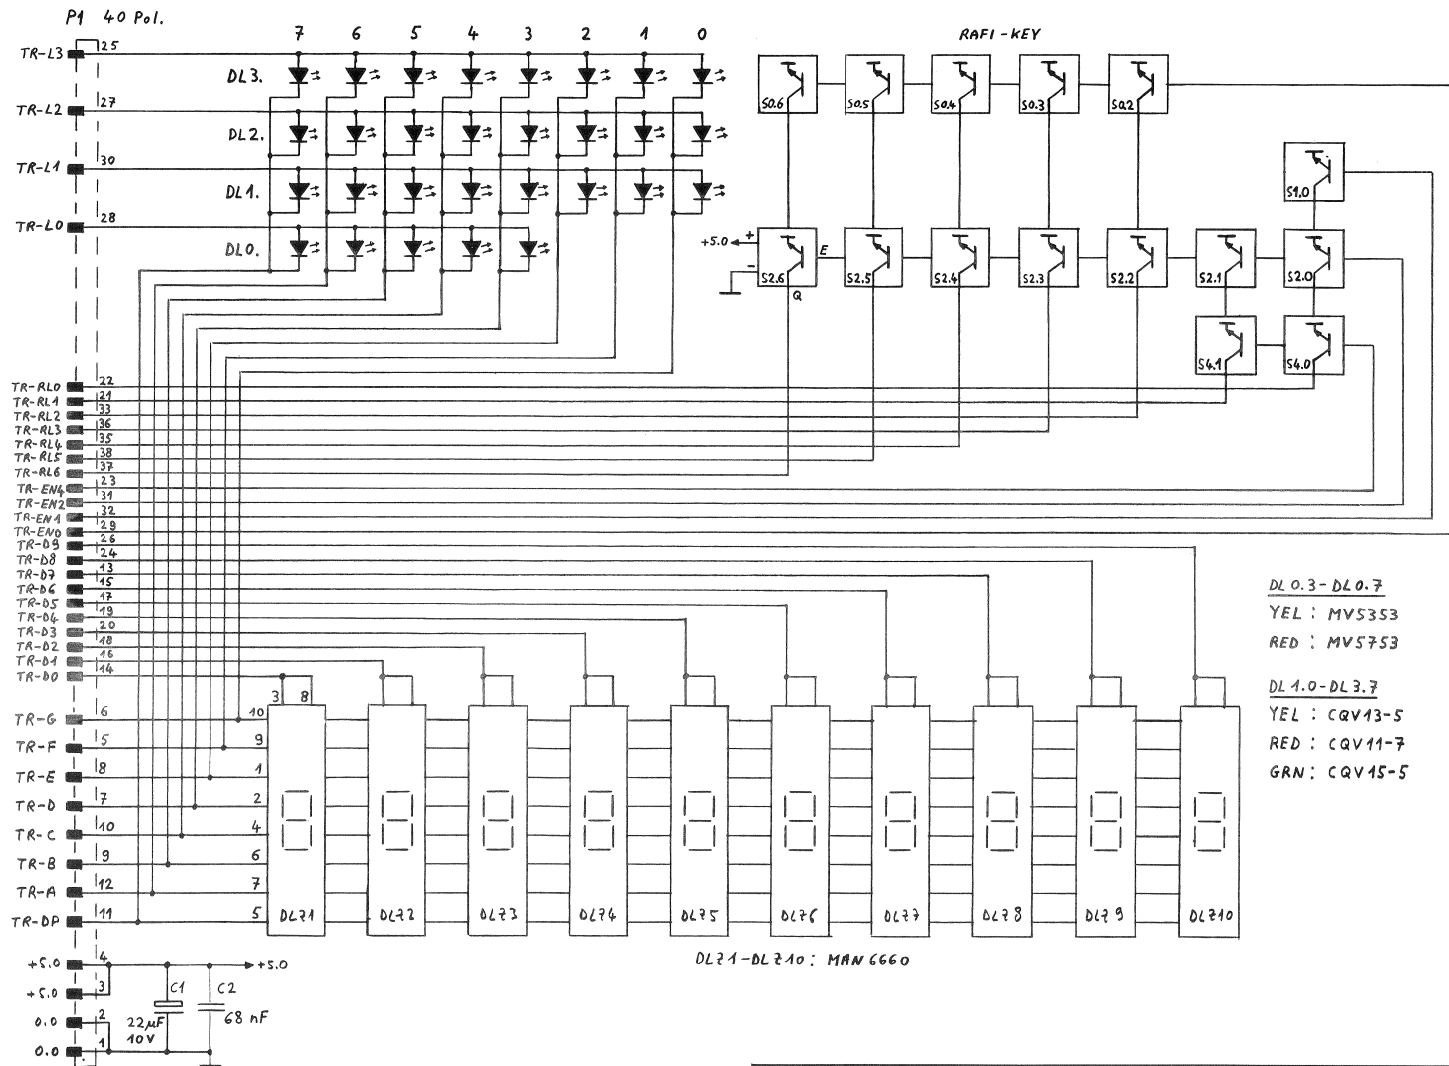 P1 40 Pol.
7 6 5 4 3 2 1 0
RAFI-KEY
TR-L3 25
DL3.
TR-L2 27
DL2.
TR-L1 30
DL1.
TR-L0 28
DL0.
S0.6 S0.5 S0.4 S0.3 S0.2
S1.0
+5.0 + - E Q
S2.6 S2.5 S2.4 S2.3 S2.2 S2.1 S2.0
S4.1 S4.0
TR-RL0 22
TR-RL1 21
TR-RL2 33
TR-RL3 36
TR-RL4 35
TR-RL5 38
TR-RL6 37
TR-EN4 23
TR-EN2 31
TR-EN1 32
TR-EN0 29
TR-D9 26
TR-D8 24
TR-D7 13
TR-D6 15
TR-D5 17
TR-D4 19
TR-D3 20
TR-D2 18
TR-D1 16
TR-D0 14
3 8
TR-G 6 10
TR-F 5 9
TR-E 8 1
TR-D 7 2
TR-C 10 4
TR-B 9 6
TR-A 12 7
TR-DP 11 5
DLZ1 DLZ2 DLZ3 DLZ4 DLZ5 DLZ6 DLZ7 DLZ8 DLZ9 DLZ10
DLZ1-DLZ10: MAN6660
DL0.3-DL0.7
YEL: MV5353
RED: MV5753
DL1.0-DL3.7
YEL: CQV13-5
RED: CQV11-7
GRN: CQV15-5
+5.0 4 +5.0
+5.0 3
C1 C2
0.0 2
22µF 68 nF
10V
0.0 1